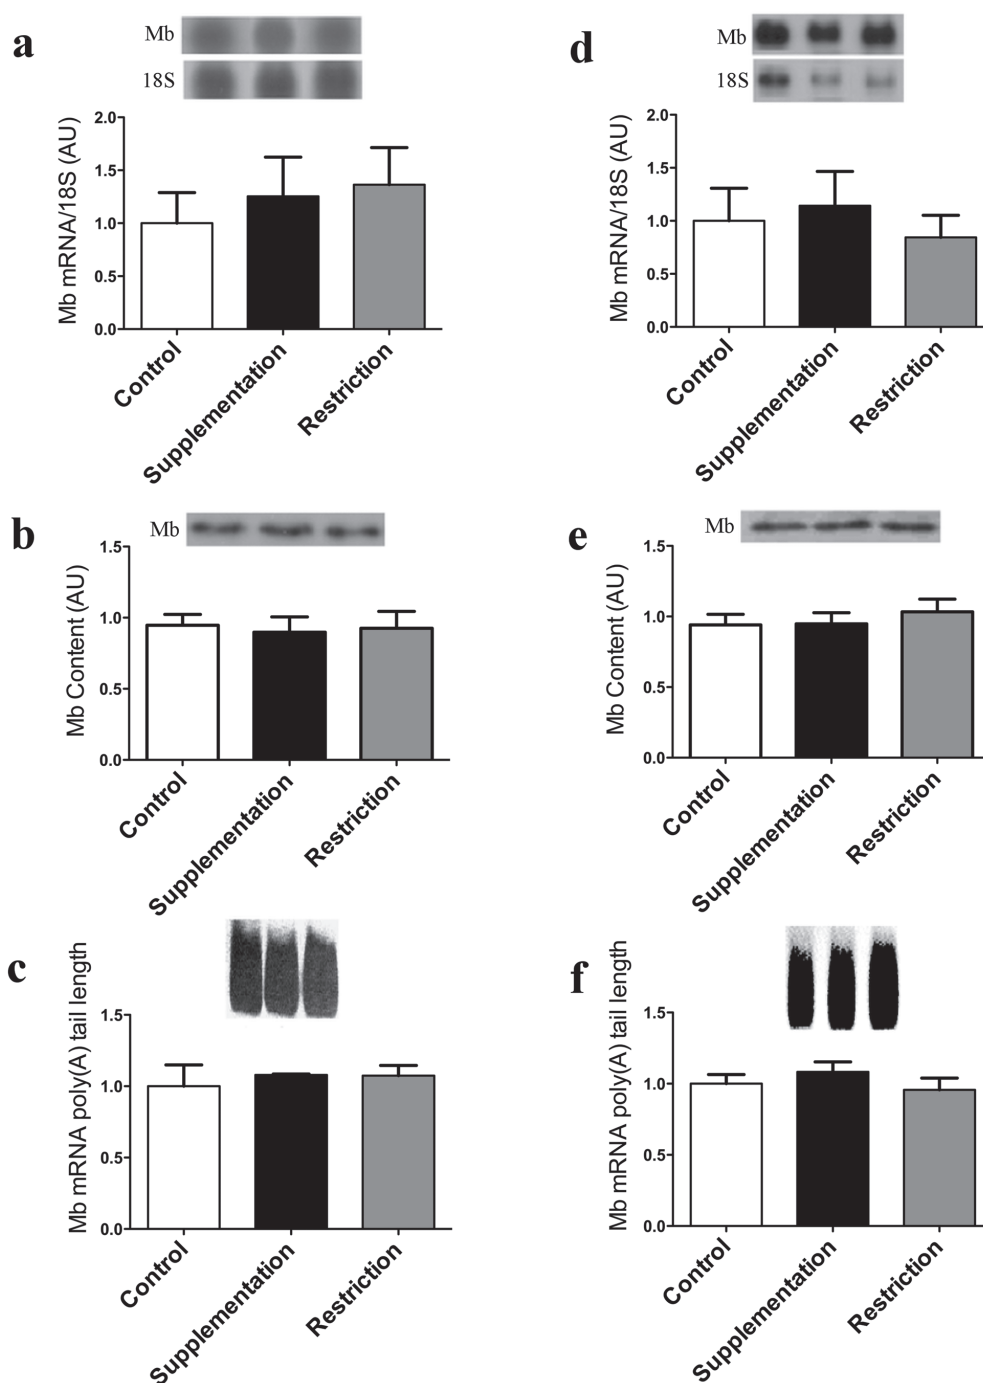 a
Mb
18S
Mb mRNA/18S (AU)
2.0
1.5
1.0
0.5
0.0
Control
Supplementation
Restriction
b
Mb
Mb Content (AU)
1.5
1.0
0.5
0.0
Control
Supplementation
Restriction
c
Mb mRNA poly(A) tail length
1.5
1.0
0.5
0.0
Control
Supplementation
Restriction
d
Mb
18S
Mb mRNA/18S (AU)
2.0
1.5
1.0
0.5
0.0
Control
Supplementation
Restriction
e
Mb
Mb Content (AU)
1.5
1.0
0.5
0.0
Control
Supplementation
Restriction
f
Mb mRNA poly(A) tail length
1.5
1.0
0.5
0.0
Control
Supplementation
Restriction